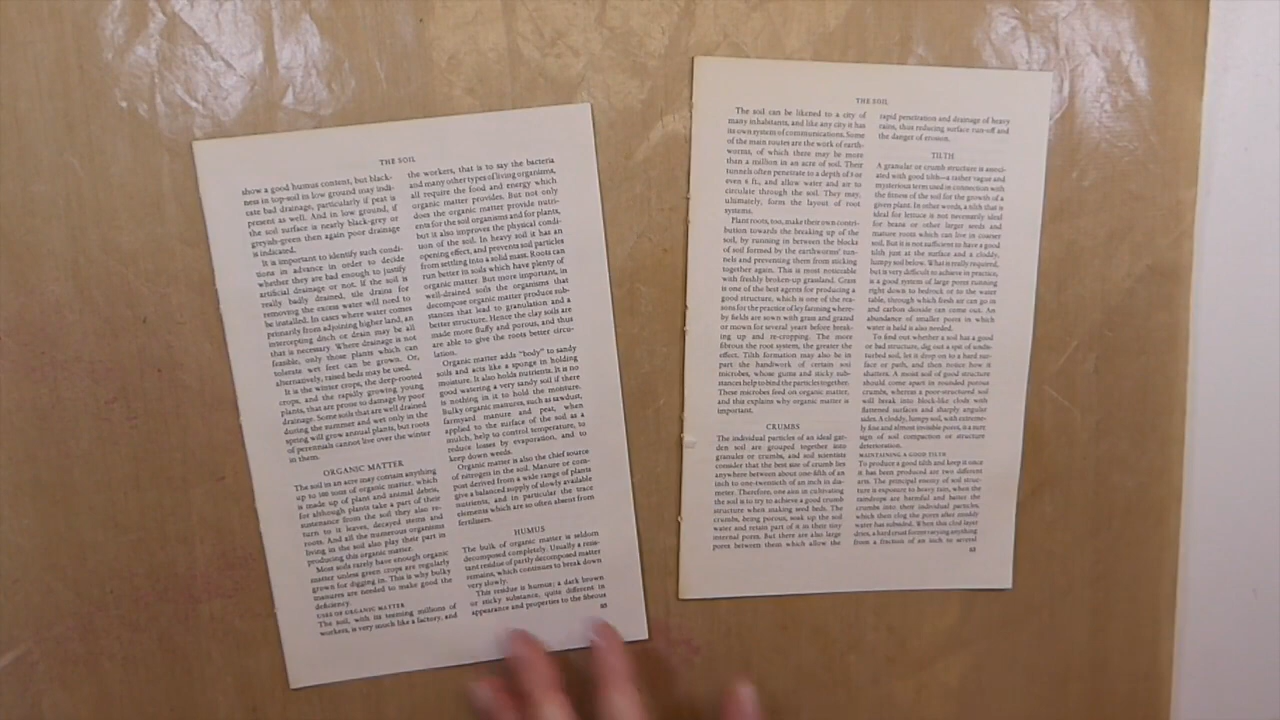 THE SOIL
show a good humus content, but black-
ness in top-soil in low ground may indi-
cate bad drainage, particularly if peat is
present as well. And in low ground, if
the soil surface is nearly black-grey or
greyish-green then again poor drainage
is indicated.
It is important to identify such condi-
tions in advance in order to decide
whether they are bad enough to justify
artificial drainage or not. If the soil is
really badly drained, tile drains for
removing the excess water will need to
be installed. In cases where water comes
primarily from adjoining higher land, an
intercepting ditch or drain may be all
that is necessary. Where drainage is not
feasible, only those plants which can
tolerate wet feet can be grown. Or,
alternatively, raised beds may be used.
It is the winter crops, the deep-rooted
crops, and the rapidly growing young
plants, that are prone to damage by poor
drainage. Some soils that are well drained
during the summer and wet only in the
spring will grow annual plants, but roots
of perennials cannot live over the winter
in them.
ORGANIC MATTER
The soil in an acre may contain anything
up to 100 tons of organic matter, which
is made up of plant and animal debris,
for although plants take a part of their
sustenance from the soil they also re-
turn to it leaves, decayed stems and
roots. And all the numerous organisms
living in the soil also play their part in
producing this organic matter.
Most soils rarely have enough organic
matter unless green crops are regularly
grown for digging in. This is why bulky
manures are needed to make good the
deficiency.
USES OF ORGANIC MATTER
The soil, with its teaming millions of
workers, is very much like a factory, and
the workers, that is to say the bacteria
and many other types of living organisms,
all require the food and energy which
organic matter provides. But not only
does the organic matter provide nutri-
ents for the soil organisms and for plants,
but it also improves the physical condi-
tion of the soil. In heavy soil it has an
opening effect, and prevents soil particles
from settling into a solid mass. Roots can
run better in soils which have plenty of
organic matter. But more important, in
well-drained soils the organisms that
decompose organic matter produce sub-
stances that lead to granulation and a
better structure. Hence the clay soils are
made more fluffy and porous, and thus
are able to give the roots better circu-
lation.
Organic matter adds "body" to sandy
soils and acts like a sponge in holding
moisture. It also holds nutrients. It is no
good watering a very sandy soil if there
is nothing in it to hold the moisture.
Bulky organic manures, such as sawdust,
farmyard manure and peat, when
applied to the surface of the soil as a
mulch, help to control temperature, to
reduce losses by evaporation, and to
keep down weeds.
Organic matter is also the chief source
of nitrogen in the soil. Manure or com-
post derived from a wide range of plants
give a balanced supply of slowly available
nutrients, and in particular the trace
elements which are so often absent from
fertilisers.
HUMUS
The bulk of organic matter is seldom
decomposed completely. Usually a resis-
tant residue of partly decomposed matter
remains, which continues to break down
very slowly.
This residue is humus; a dark brown
or sticky substance, quite different in
appearance and properties to the fibrous
THE SOIL
The soil can be likened to a city of
many inhabitants, and like any city it has
its own system of communications. Some
of the main routes are the work of earth-
worms, of which there may be more
than a million in an acre of soil. Their
tunnels often penetrate to a depth of 5 or
even 6 ft., and allow water and air to
circulate through the soil. They may,
ultimately, form the layout of root
systems.
Plant roots, too, make their own contri-
bution towards the breaking up of the
soil, by running in between the blocks
of soil formed by the earthworms' tun-
nels and preventing them from sticking
together again. This is most noticeable
with freshly broken-up grassland. Grass
is one of the best agents for producing a
good structure, which is one of the rea-
sons for the practice of ley farming where-
by fields are sown with grass and grazed
or mown for several years before break-
ing up and re-cropping. The more
fibrous the root system, the greater the
effect. Tilth formation may also be in
part the handiwork of certain soil
microbes, whose gums and sticky sub-
stances help to bind the particles together.
These microbes feed on organic matter,
and this explains why organic matter is
important.
CRUMBS
The individual particles of an ideal gar-
den soil are grouped together into
granules or crumbs, and soil scientists
consider that the best size of crumb lies
anywhere between about one-fifth of an
inch to one-twentieth of an inch in dia-
meter. Therefore, one aim in cultivating
the soil is to try to achieve a good crumb
structure when making seed beds. The
crumbs, being porous, soak up the soil
water and retain part of it in their tiny
internal pores. But there are also large
pores between them which allow the
rapid penetration and drainage of heavy
rains, thus reducing surface run-off and
the danger of erosion.
TILTH
A granular or crumb structure is associ-
ated with good tilth—a rather vague and
mysterious term used in connection with
the fitness of the soil for the growth of a
given plant. In other words, a tilth that is
ideal for lettuce is not necessarily ideal
for beans or other larger seeds and
mature roots which can live in coarser
soil. But it is not sufficient to have a good
tilth just at the surface and a cloddy,
lumpy soil below. What is really required,
but is very difficult to achieve in practice,
is a good system of large pores running
right down to bedrock or to the water
table, through which fresh air can go in
and carbon dioxide can come out. An
abundance of smaller pores in which
water is held is also needed.
To find out whether a soil has a good
or bad structure, dig out a spit of undis-
turbed soil, let it drop on to a hard sur-
face or path, and then notice how it
shatters. A moist soil of good structure
should come apart in rounded porous
crumbs, whereas a poor-structured soil
will break into block-like clods with
flattened surfaces and sharply angular
sides. A cloddy, lumpy soil, with extreme-
ly fine and almost invisible pores, is a sure
sign of soil compaction or structure
deterioration.
MAINTAINING A GOOD TILTH
To produce a good tilth and keep it once
it has been produced are two different
arts. The principal enemy of soil struc-
ture is exposure to heavy rain, when the
raindrops are harmful and batter the
crumbs into their individual particles,
which then clog the pores after muddy
water has subsided. When this clod layer
dries, a hard crust forms varying anything
from a fraction of an inch to several